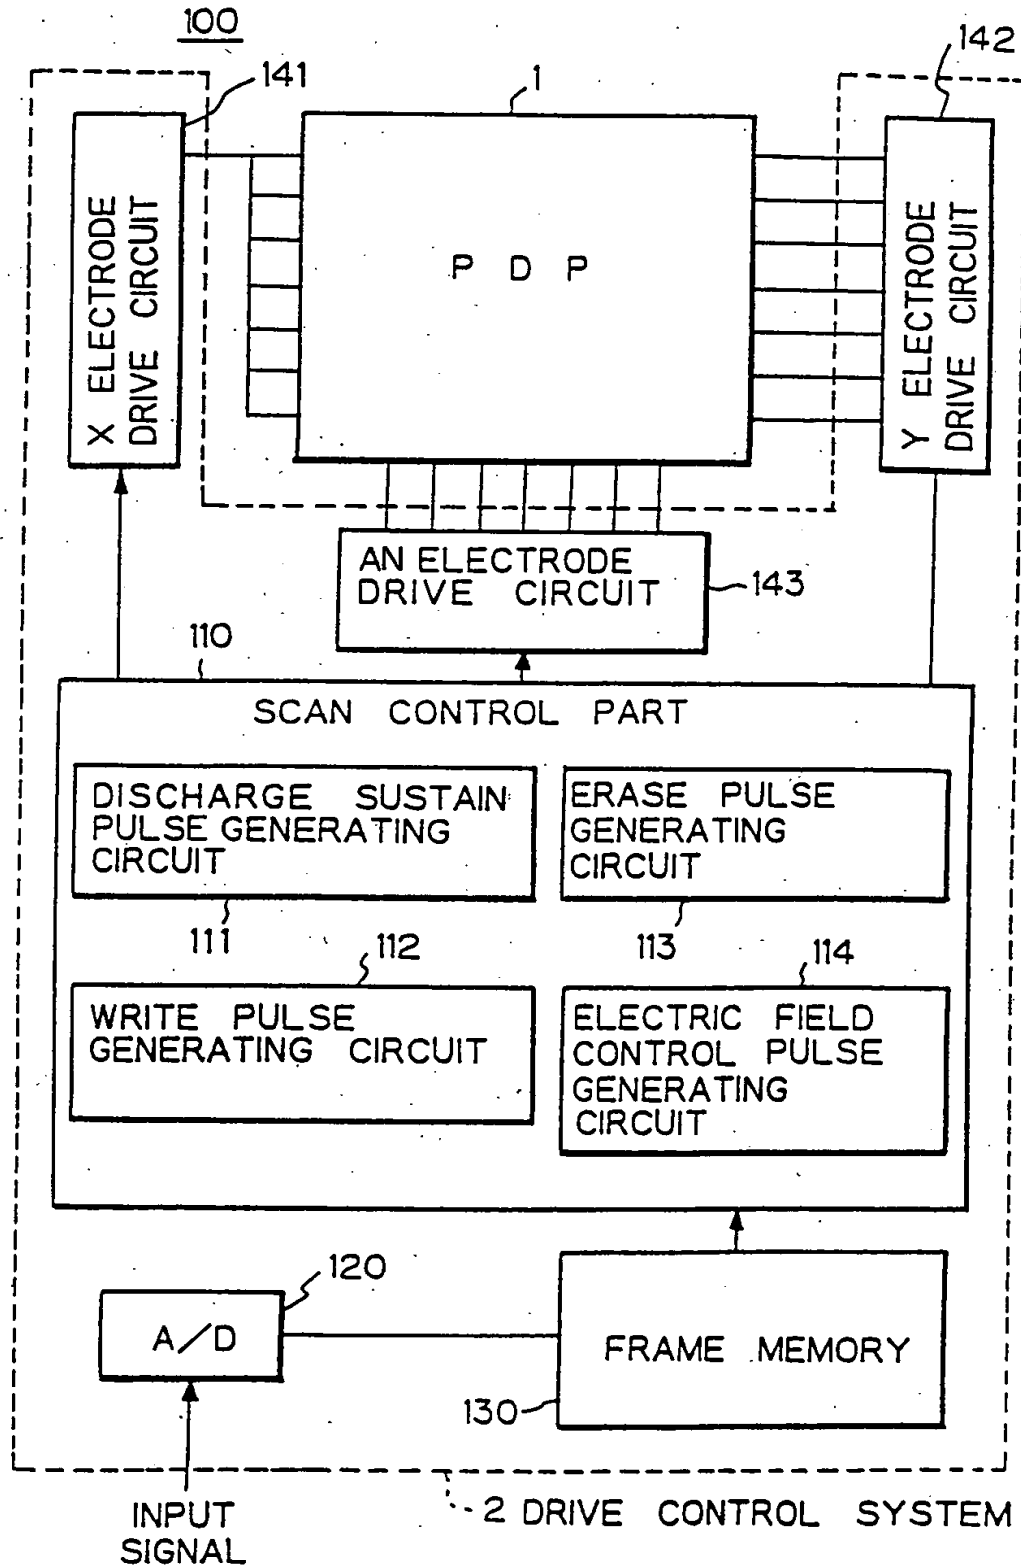 100
141
1
142
X ELECTRODE
DRIVE CIRCUIT
P D P
Y ELECTRODE
DRIVE CIRCUIT
AN ELECTRODE
DRIVE CIRCUIT
143
110
SCAN CONTROL PART
DISCHARGE SUSTAIN
PULSE GENERATING
CIRCUIT
ERASE PULSE
GENERATING
CIRCUIT
111
113
112
114
WRITE PULSE
GENERATING CIRCUIT
ELECTRIC FIELD
CONTROL PULSE
GENERATING
CIRCUIT
120
A/D
FRAME MEMORY
130
INPUT
SIGNAL
2 DRIVE CONTROL SYSTEM